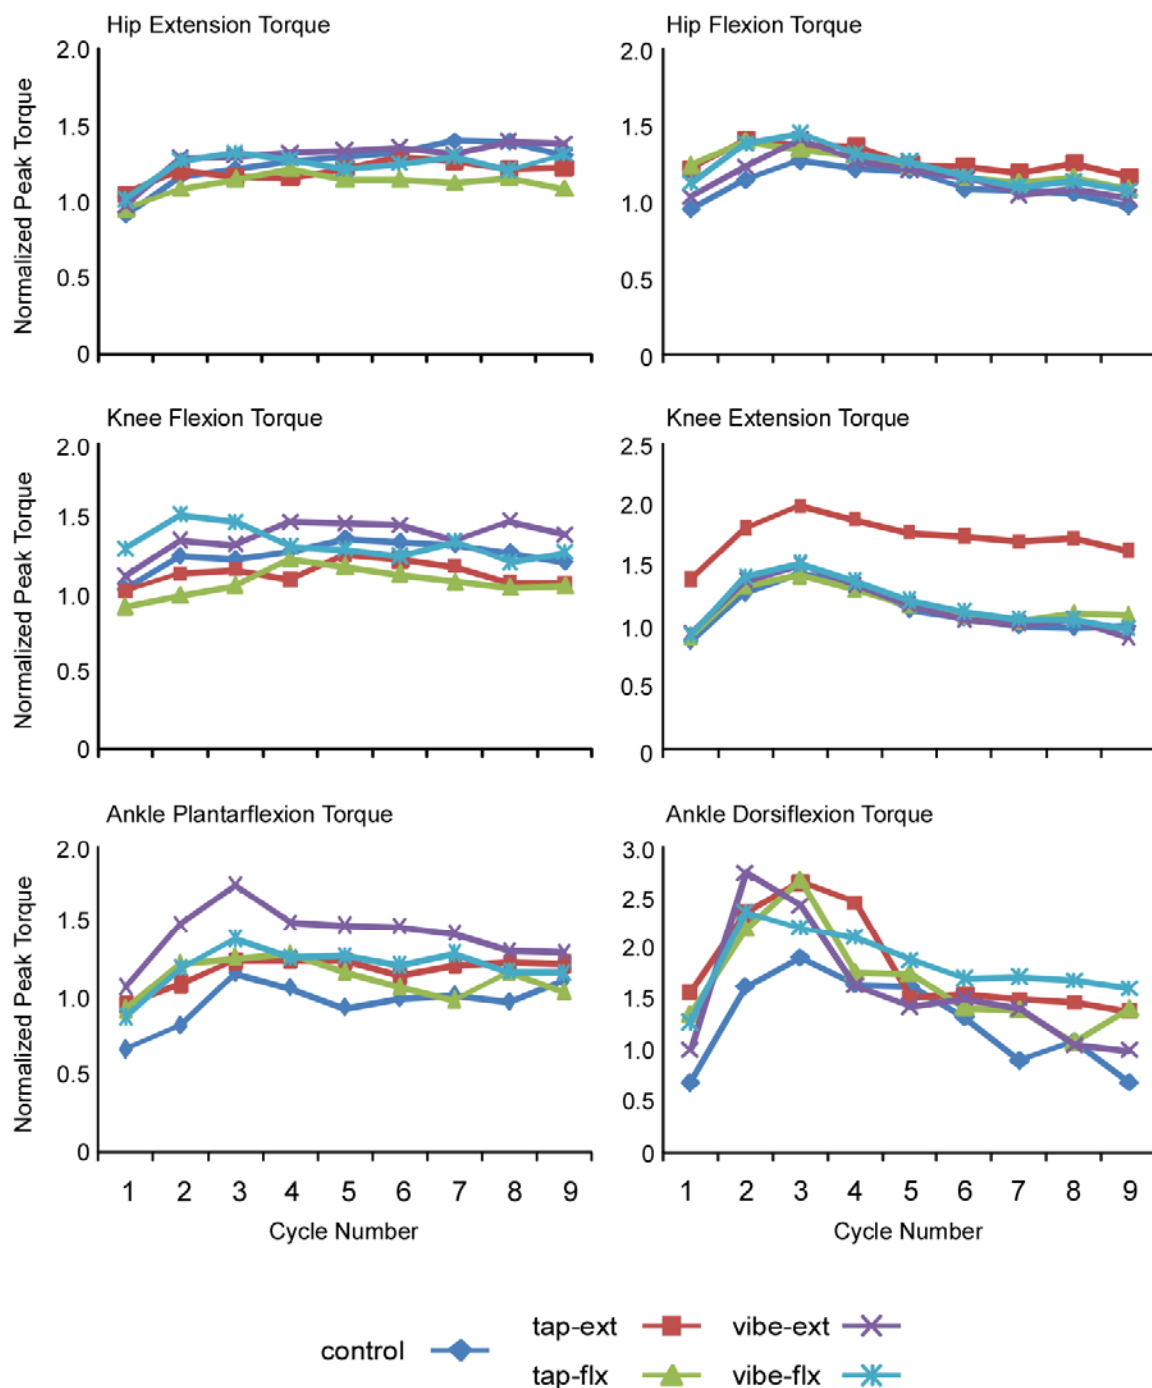 Hip Extension Torque
Hip Flexion Torque
Normalized Peak Torque
2.0
1.5
1.0
0.5
0
2.0
1.5
1.0
0.5
0
Knee Flexion Torque
Knee Extension Torque
Normalized Peak Torque
2.0
1.5
1.0
0.5
0
2.5
2.0
1.5
1.0
0.5
0
Ankle Plantarflexion Torque
Ankle Dorsiflexion Torque
Normalized Peak Torque
2.0
1.5
1.0
0.5
0
3.0
2.5
2.0
1.5
1.0
0.5
0
1 2 3 4 5 6 7 8 9
1 2 3 4 5 6 7 8 9
Cycle Number
Cycle Number
control
tap-ext
vibe-ext
tap-flx
vibe-flx